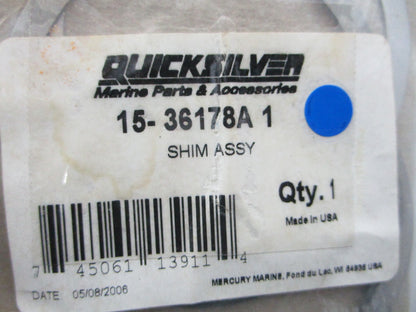 QUICKSILVER
Marine Parts & Accessories
15- 36178A 1
SHIM ASSY
Qty. 1
Made in USA
7 45061 13911 4
MERCURY MARINE, Fond du Lac, WI 54935 USA
DATE 05/08/2006